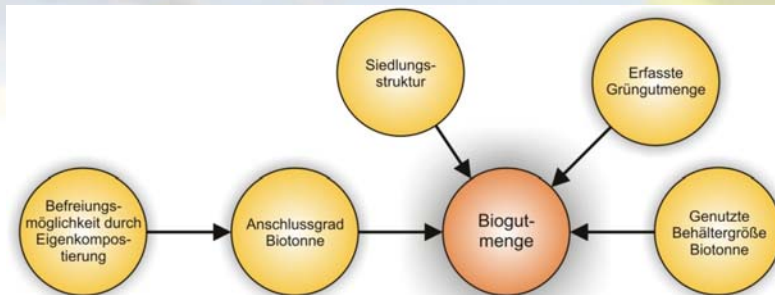 Siedlungs-
struktur
Erfasste
Grüngutmenge
Befreiungs-
möglichkeit durch
Eigenkompos-
tierung
Anschlussgrad
Biotonne
Biogut-
menge
Genutzte
Behältergröße
Biotonne